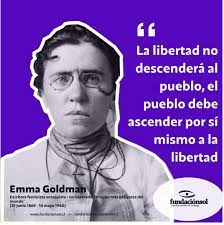 “
La libertad no
descenderá al
pueblo, el
pueblo debe
ascender por sí
mismo a la
libertad
Emma Goldman
Escritora feminista anarquista - considerada la "mujer más peligrosa del
mundo"
(27 junio 1869 - 14 mayo 1940)
www.fundacionsol.cl
fundacionsol